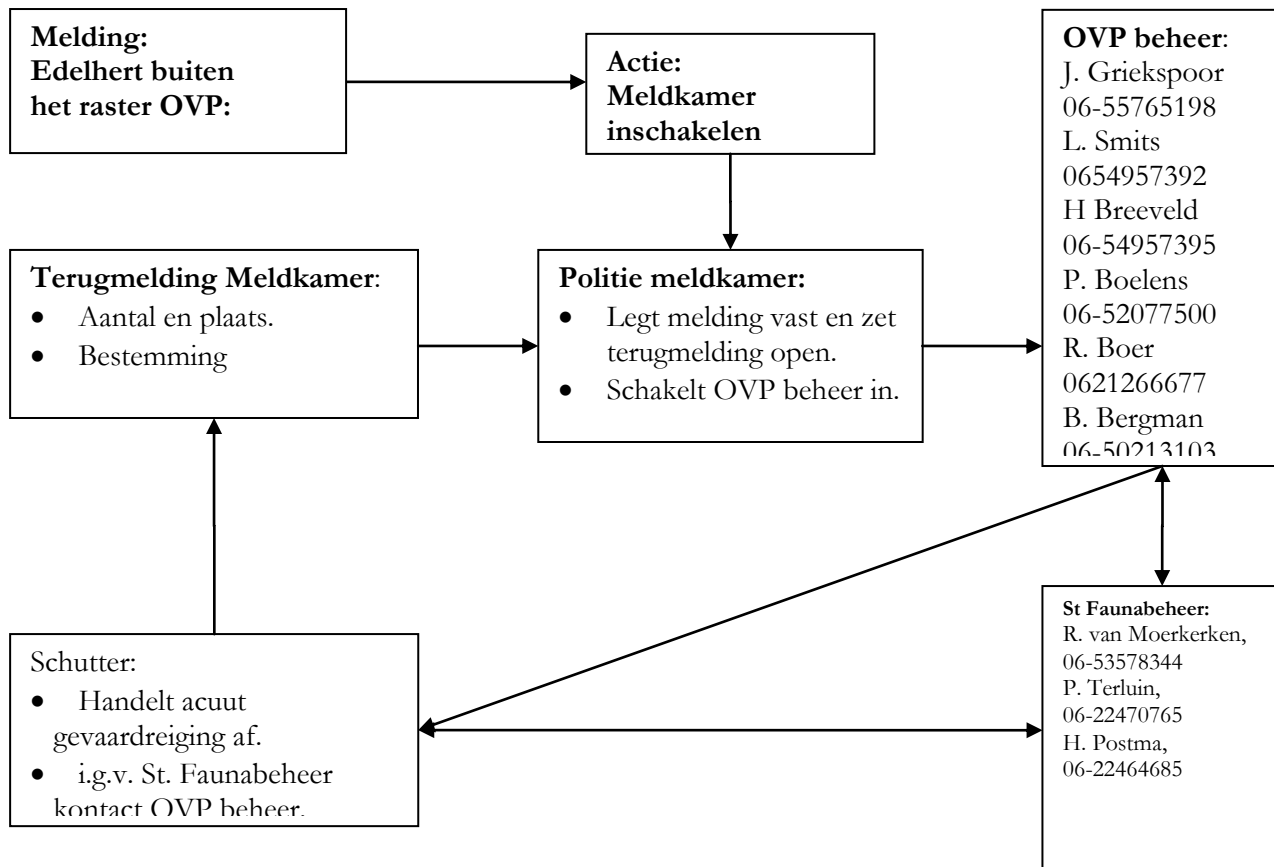 Melding:
Edelhert buiten
het raster OVP:
Actie:
Meldkamer
inschakelen
OVP beheer:
J. Griekspoor
06-55765198
L. Smits
0654957392
H Breeveld
06-54957395
P. Boelens
06-52077500
R. Boer
0621266677
B. Bergman
06-50213103
Terugmelding Meldkamer:
• Aantal en plaats.
• Bestemming
Politie meldkamer:
• Legt melding vast en zet
terugmelding open.
• Schakelt OVP beheer in.
Schutter:
• Handelt acuut
gevaardreiging af.
• i.g.v. St. Faunabeheer
kontact OVP beheer.
St Faunabeheer:
R. van Moerkerken,
06-53578344
P. Terluin,
06-22470765
H. Postma,
06-22464685